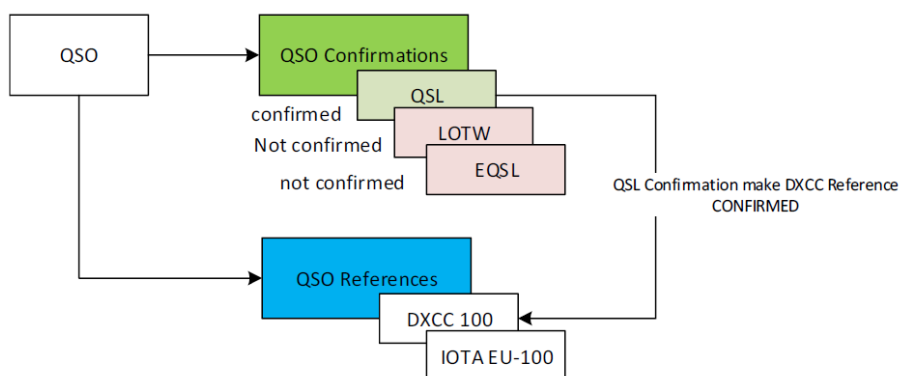 QSO
QSO Confirmations
QSL
confirmed
LOTW
Not confirmed
EQSL
not confirmed
QSL Confirmation make DXCC Reference
CONFIRMED
QSO References
DXCC 100
IOTA EU-100